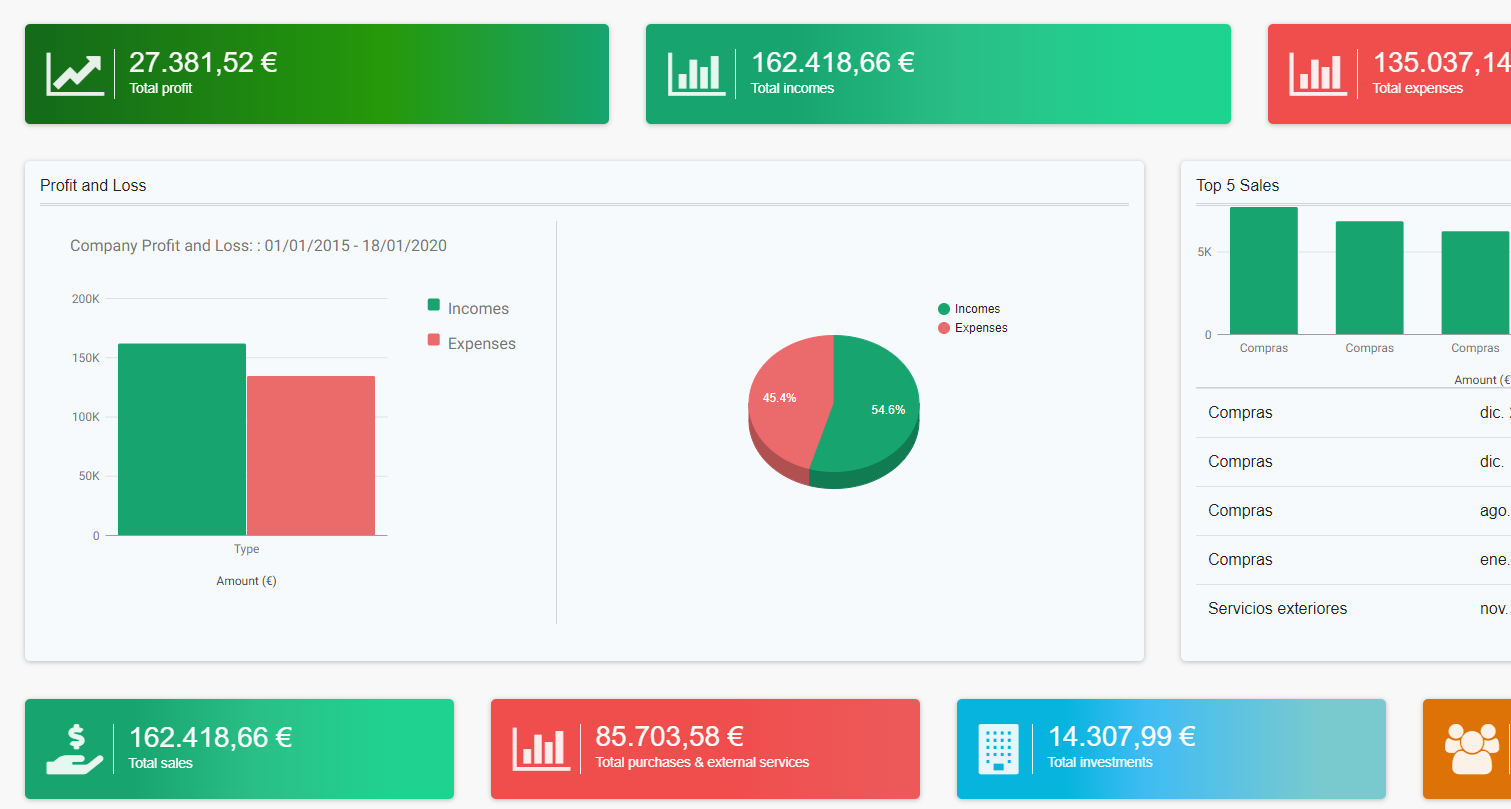 27.381,52 €
Total profit
162.418,66 €
Total incomes
135.037,14
Total expenses
Profit and Loss
Company Profit and Loss: : 01/01/2015 - 18/01/2020
200K
150K
100K
50K
0
Type
Amount (€)
Incomes
Expenses
Incomes
Expenses
45.4%
54.6%
Top 5 Sales
5K
0
Compras
Compras
Compras
Amount (€
Compras dic.
Compras dic.
Compras ago.
Compras ene.
Servicios exteriores nov.
162.418,66 €
Total sales
85.703,58 €
Total purchases & external services
14.307,99 €
Total investments